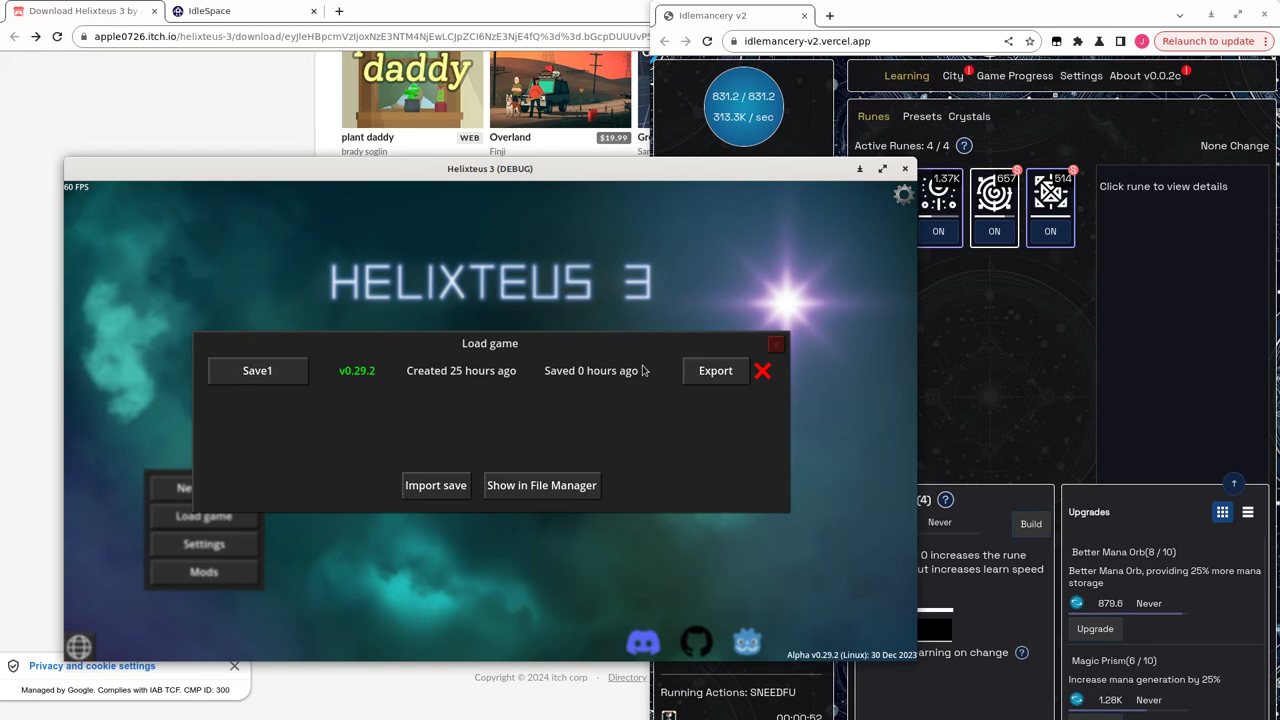 Download Helixteus 3 by
IdleSpace
apple0726.itch.io/helixteus-3/download/eyJleHBpcmVzIjoxNzE3NTM4NjEwLCJpZCI6NzE3NjE4fQ%3d%3d.bGcpDUUUvP5
daddy
plant daddy
WEB
brady soglin
Overland
$19.99
Finji
Idlemancery v2
idlemancery-v2.vercel.app
Relaunch to update
831.2 / 831.2
313.3K / sec
Learning
City
Game Progress
Settings
About v0.0.2c
Runes
Presets
Crystals
Active Runes: 4 / 4
None Change
1.37K
657
514
ON
ON
ON
Click rune to view details
Helixteus 3 (DEBUG)
60 FPS
HELIXTEUS 3
Load game
Save1
v0.29.2
Created 25 hours ago
Saved 0 hours ago
Export
Import save
Show in File Manager
Load game
Settings
Mods
Alpha v0.29.2 (Linux): 30 Dec 2023
(4)
Never
Build
0 increases the rune
ut increases learn speed
arning on change
Upgrades
Better Mana Orb(8 / 10)
Better Mana Orb, providing 25% more mana
storage
879.6
Never
Upgrade
Magic Prism(6 / 10)
Increase mana generation by 25%
1.28K
Never
Running Actions: SNEEDFU
00:00:52
Privacy and cookie settings
Managed by Google. Complies with IAB TCF. CMP ID: 300
Copyright © 2024 itch corp
Directory